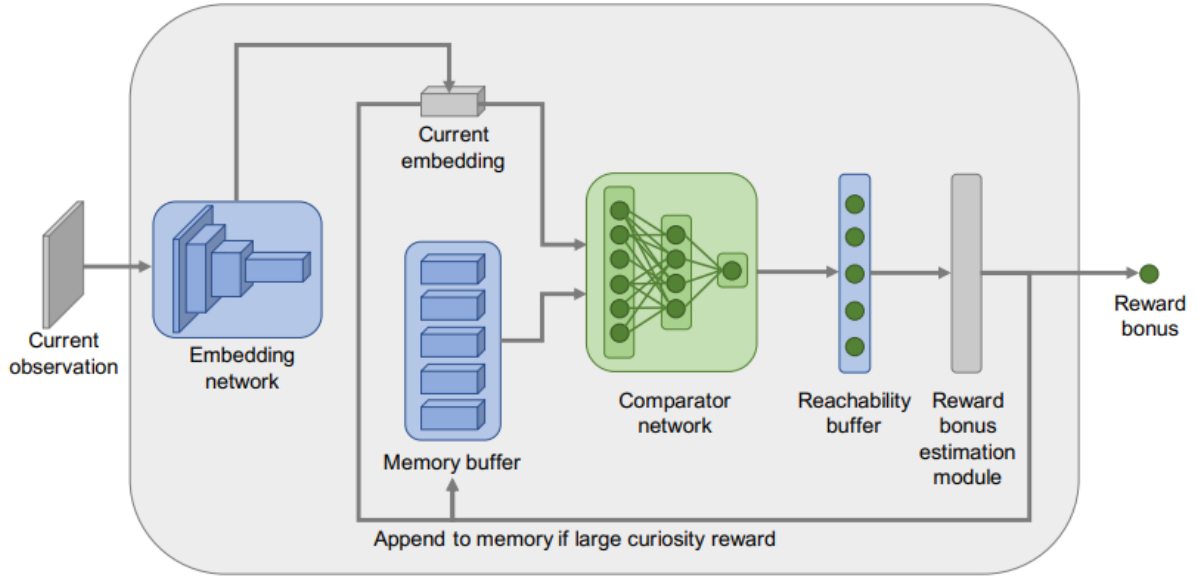 Current
embedding
Current
observation
Embedding
network
Memory buffer
Comparator
network
Reachability
buffer
Reward
bonus
estimation
module
Reward
bonus
Append to memory if large curiosity reward